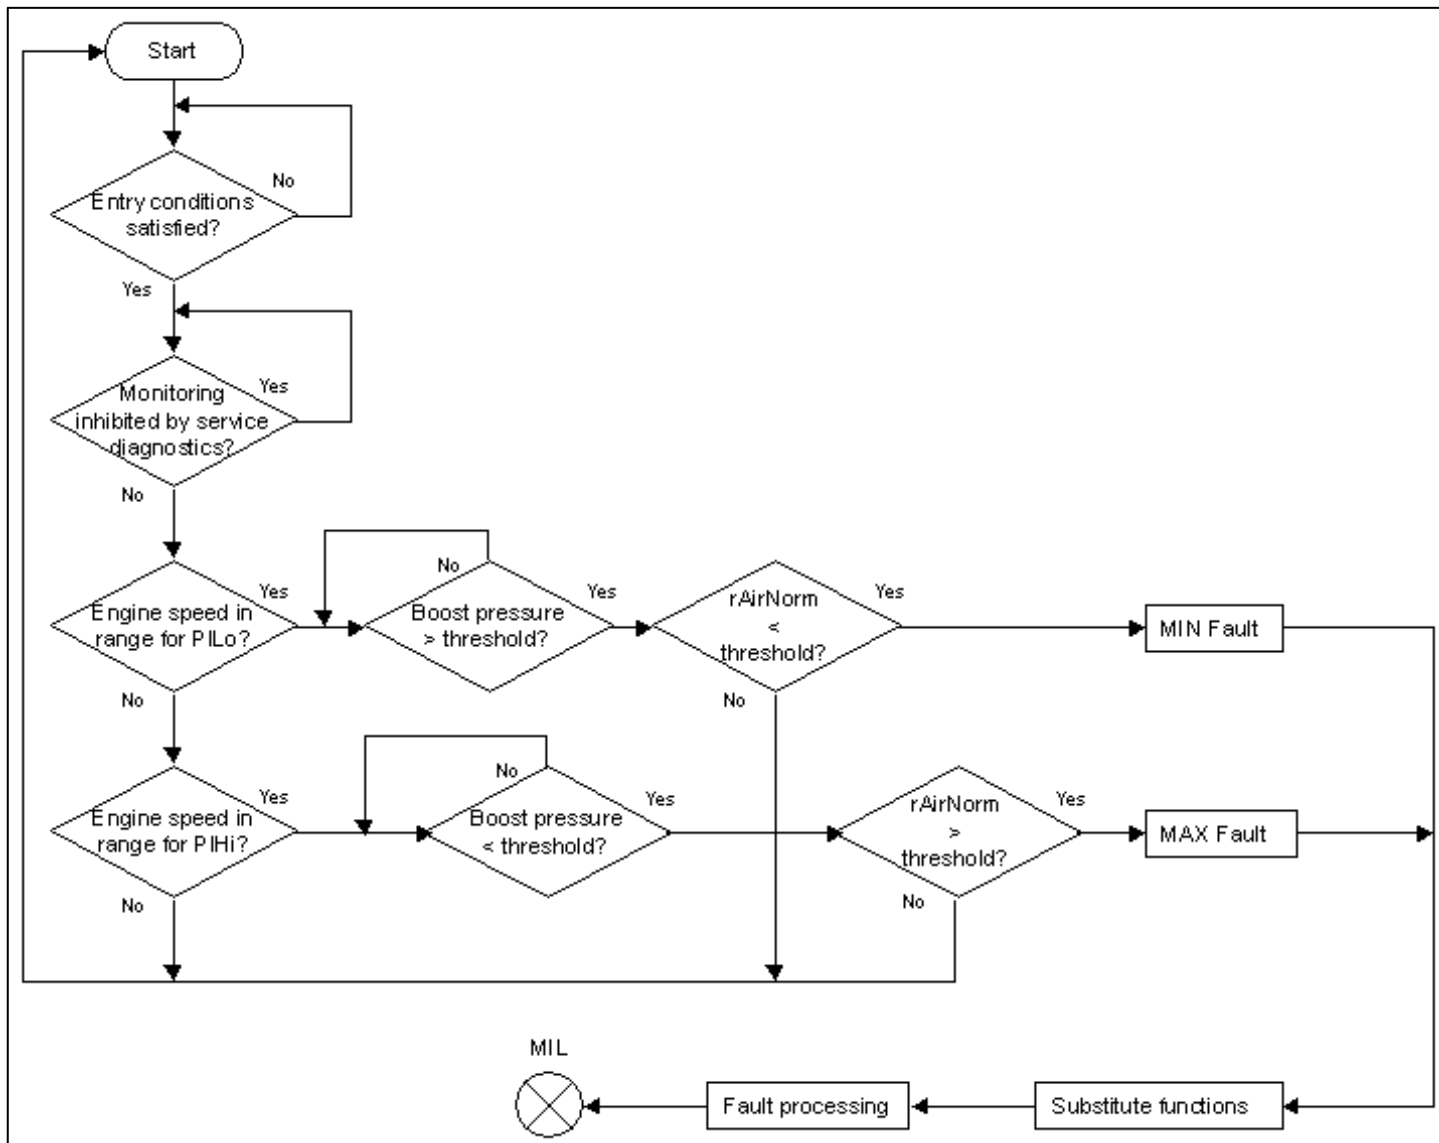 Start
No
Entry conditions
satisfied?
Yes
Monitoring
Yes
inhibited by service
diagnostics?
No
Engine speed in
range for PILo?
Yes
No
Boost pressure
> threshold?
Yes
rAirNorm
<
threshold?
Yes
MIN Fault
No
No
Engine speed in
range for PIHi?
Yes
No
Boost pressure
< threshold?
Yes
rAirNorm
>
threshold?
Yes
MAX Fault
No
No
MIL
Fault processing
Substitute functions